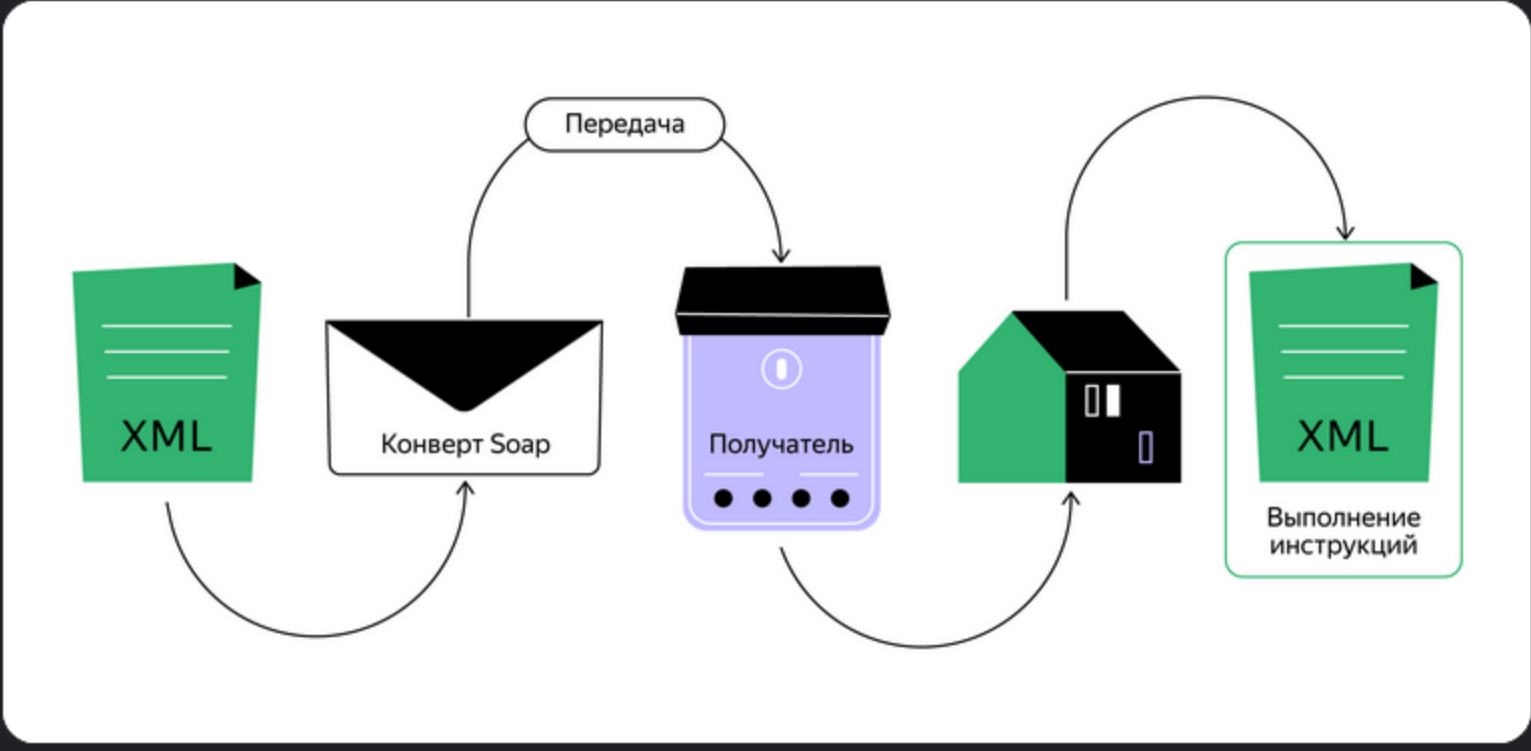 Передача
XML
Конверт Soap
Получатель
XML
Выполнение
инструкций